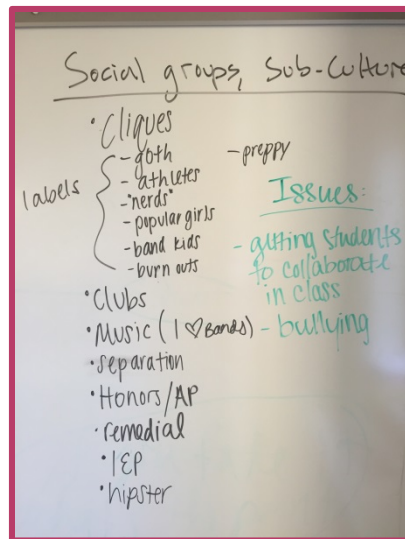 Social groups, Sub-Culture
• Cliques
labels
- goth
- athletes
- "nerds"
- popular girls
- band kids
- burn outs
- preppy
• Clubs
• Music (I ♡ Bands)
• separation
• Honors/AP
• remedial
• IEP
• hipster
Issues:
- getting students
to collaborate
in class
- bullying